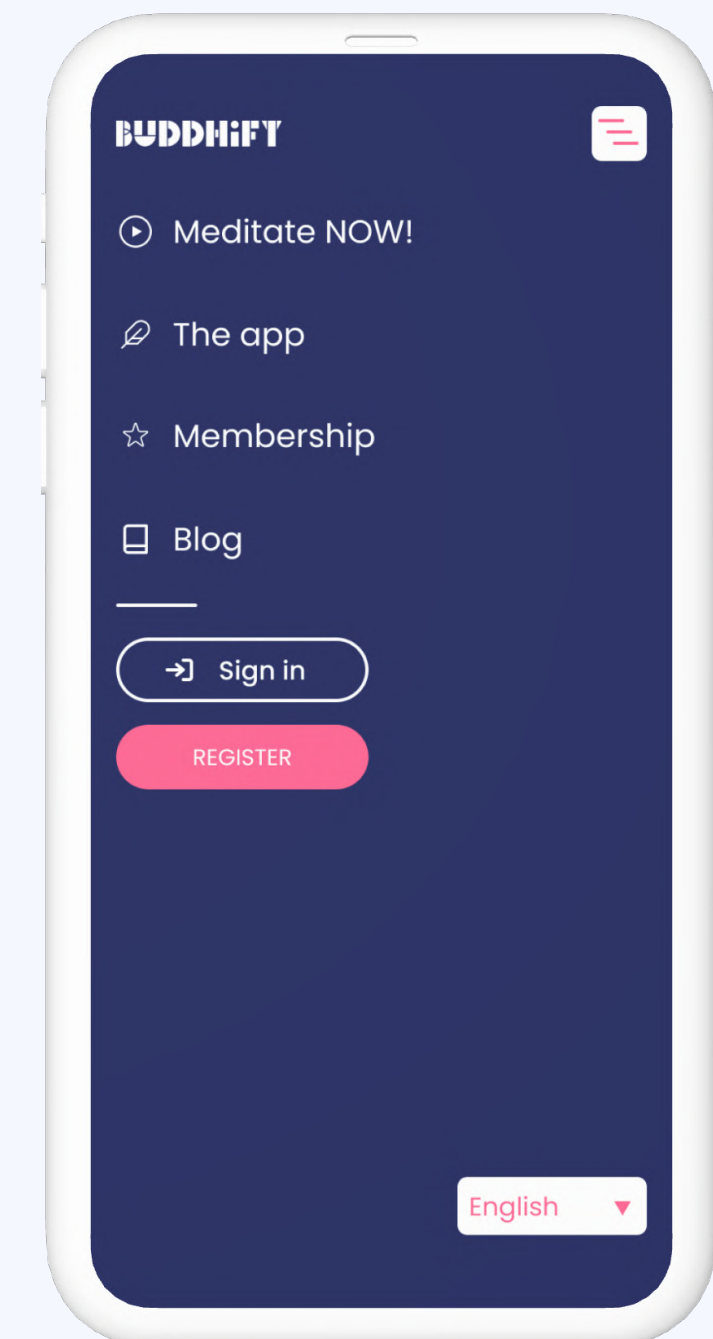 BUDDHiFT
Meditate NOW!
The app
Membership
Blog
Sign in
REGISTER
English